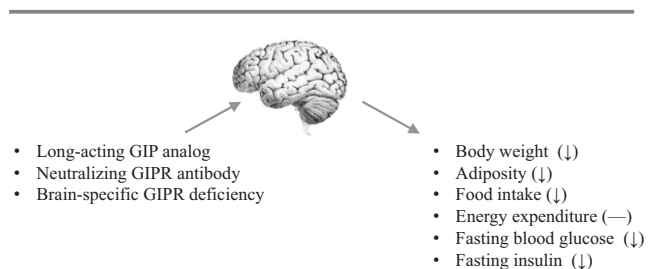 • Long-acting GIP analog
• Neutralizing GIPR antibody
• Brain-specific GIPR deficiency
• Body weight (↓)
• Adiposity (↓)
• Food intake (↓)
• Energy expenditure (—)
• Fasting blood glucose (↓)
• Fasting insulin (↓)